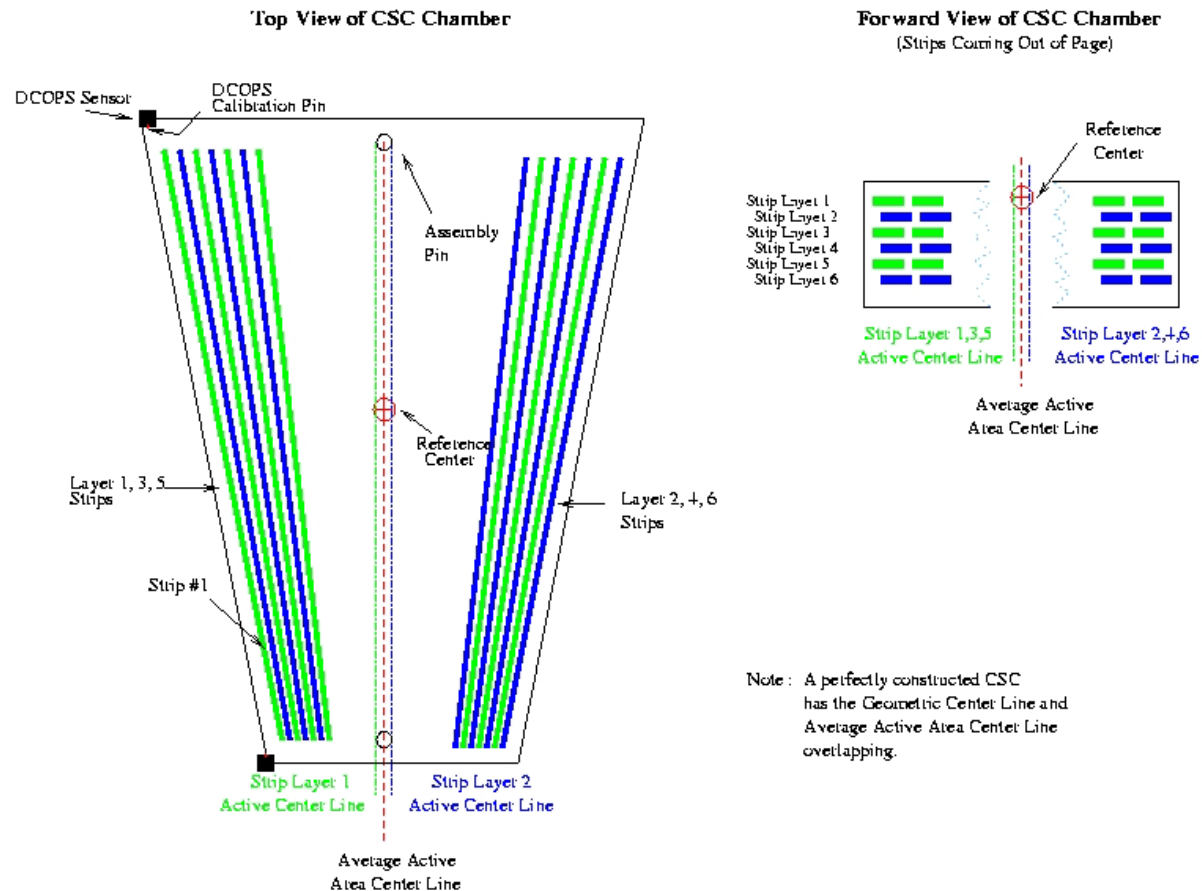 Top View of CSC Chamber
DCOPS Sensor
DCOPS
Calibration Pin
Assembly
Pin
Reference
Center
Layer 1, 3, 5
Strips
Layer 2, 4, 6
Strips
Strip #1
Strip Layer 1
Active Center Line
Strip Layer 2
Active Center Line
Average Active
Area Center Line
Forward View of CSC Chamber
(Strips Coming Out of Page)
Reference
Center
Strip Layer 1
Strip Layer 2
Strip Layer 3
Strip Layer 4
Strip Layer 5
Strip Layer 6
Strip Layer 1,3,5
Active Center Line
Strip Layer 2,4,6
Active Center Line
Average Active
Area Center Line
Note : A perfectly constructed CSC
has the Geometric Center Line and
Average Active Area Center Line
overlapping.